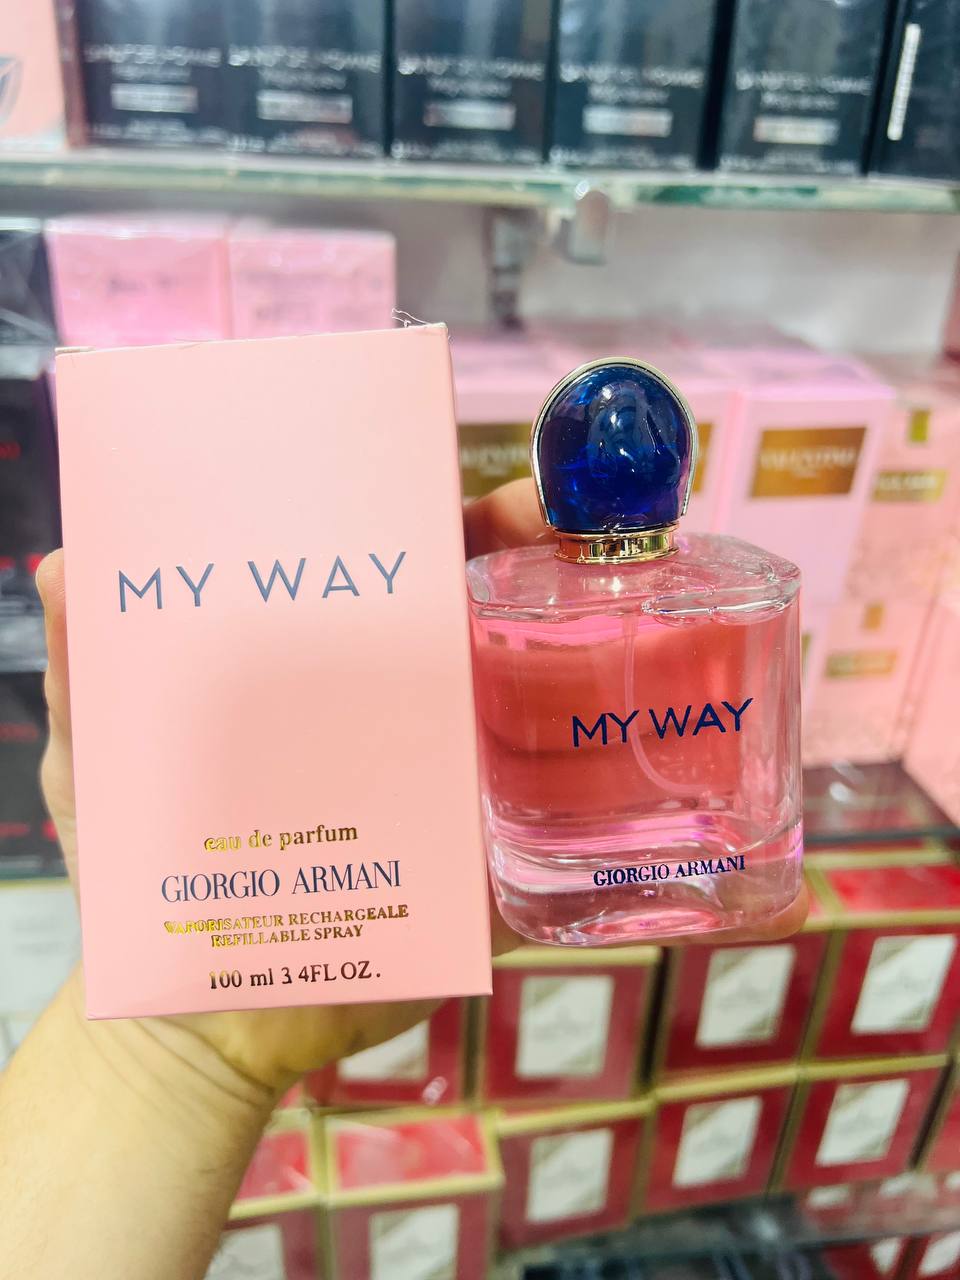 MY WAY
eau de parfum
GIORGIO ARMANI
VAPORISATEUR RECHARGEALE
REFILLABLE SPRAY
100 ml 3 4FL OZ.
MY WAY
GIORGIO ARMANI
VALENTINO